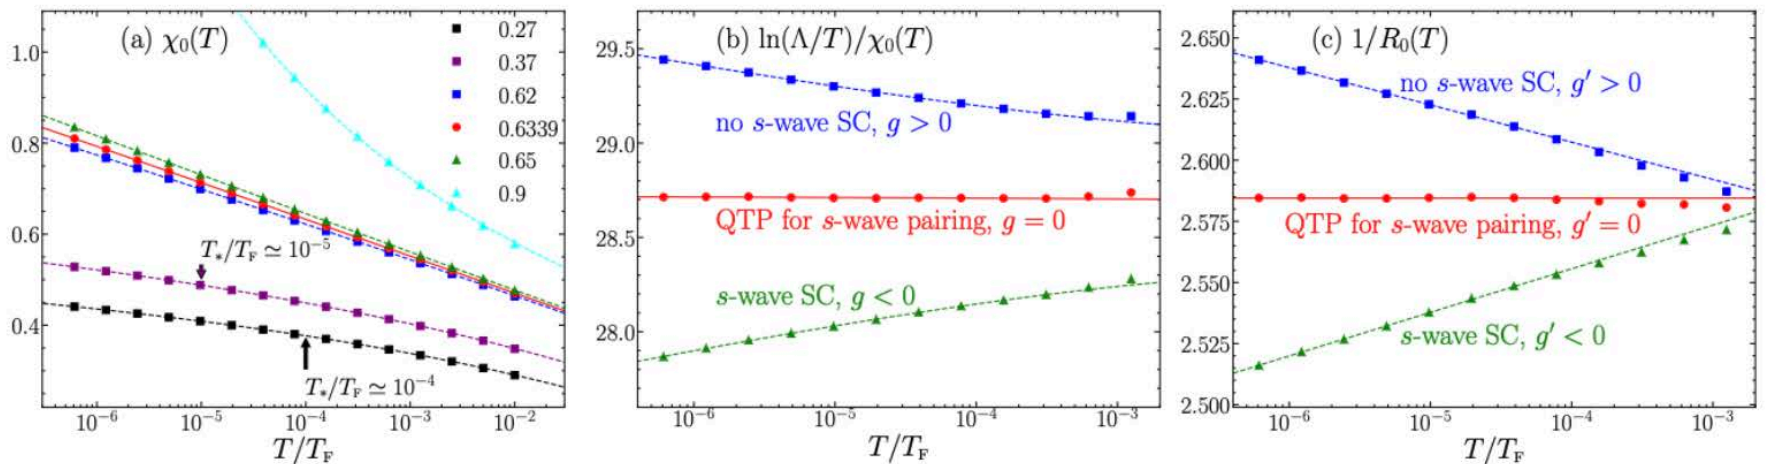 (a) χ₀(T)
0.27
0.37
0.62
0.6339
0.65
0.9
1.0
0.8
0.6
0.4
T*/T_F ≃ 10⁻⁵
T*/T_F ≃ 10⁻⁴
10⁻⁶ 10⁻⁵ 10⁻⁴ 10⁻³ 10⁻²
T/T_F
(b) ln(Λ/T)/χ₀(T)
29.5
29.0
28.5
28.0
no s-wave SC, g > 0
QTP for s-wave pairing, g = 0
s-wave SC, g < 0
10⁻⁶ 10⁻⁵ 10⁻⁴ 10⁻³
T/T_F
(c) 1/R₀(T)
2.650
2.625
2.600
2.575
2.550
2.525
2.500
no s-wave SC, g′ > 0
QTP for s-wave pairing, g′ = 0
s-wave SC, g′ < 0
10⁻⁶ 10⁻⁵ 10⁻⁴ 10⁻³
T/T_F